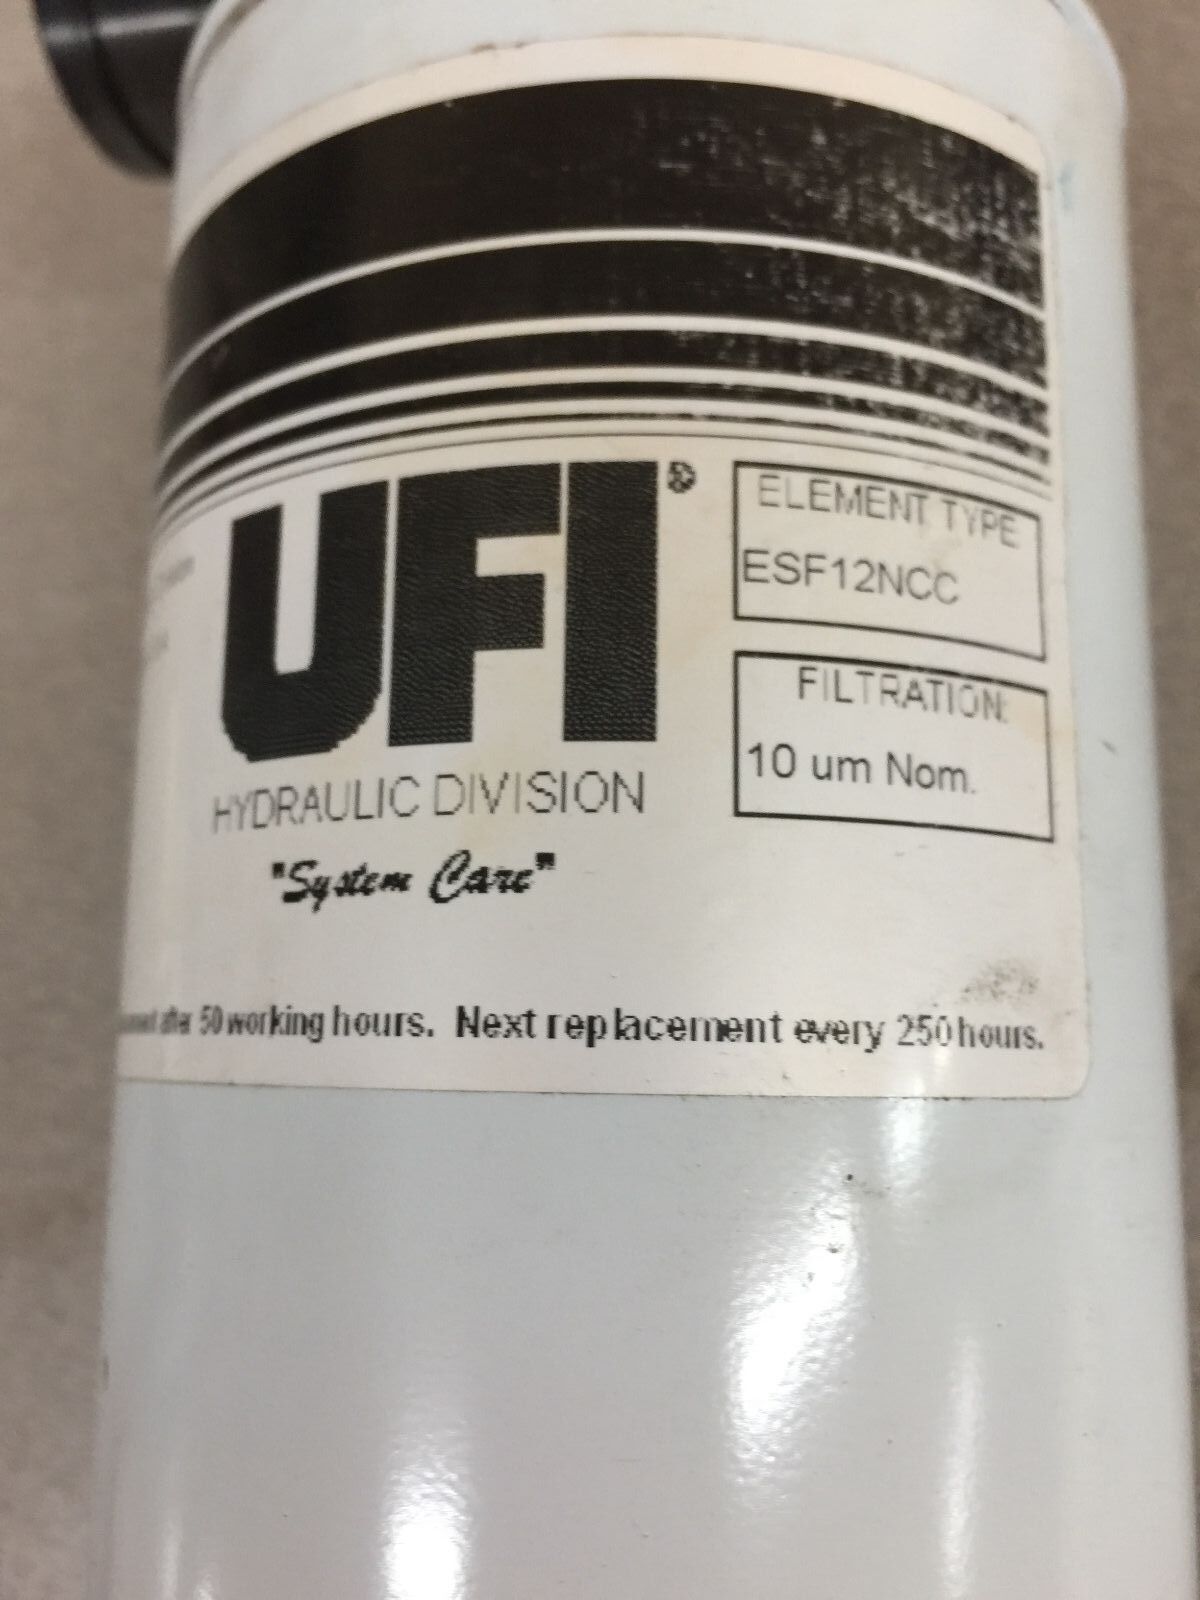 UFI®
HYDRAULIC DIVISION
"System Care"
ELEMENT TYPE
ESF12NCC
FILTRATION:
10 um Nom.
after 50 working hours. Next replacement every 250 hours.